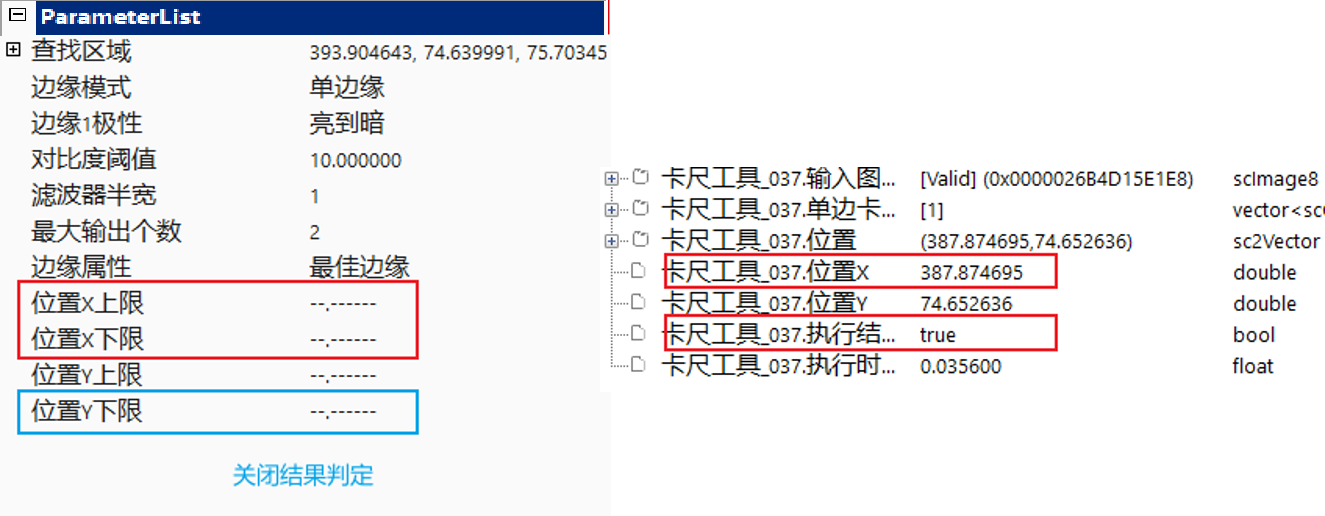 ParameterList
查找区域 393.904643, 74.639991, 75.70345
边缘模式 单边缘
边缘1极性 亮到暗
对比度阈值 10.000000
滤波器半宽 1
最大输出个数 2
边缘属性 最佳边缘
位置X上限 --.------
位置X下限 --.------
位置Y上限 --.------
位置Y下限 --.------
关闭结果判定
卡尺工具_037.输入图... [Valid] (0x0000026B4D15E1E8) scImage8
卡尺工具_037.单边卡... [1] vector<sc
卡尺工具_037.位置 (387.874695,74.652636) sc2Vector
卡尺工具_037.位置X 387.874695 double
卡尺工具_037.位置Y 74.652636 double
卡尺工具_037.执行结... true bool
卡尺工具_037.执行时... 0.035600 float